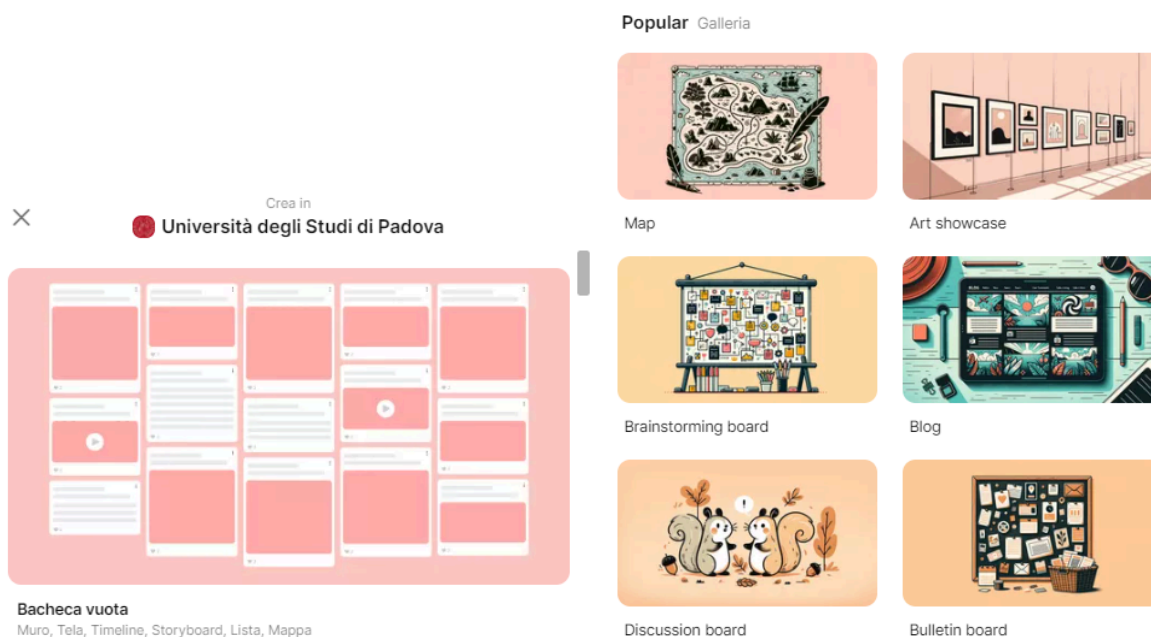 Crea in
Università degli Studi di Padova
Bacheca vuota
Muro, Tela, Timeline, Storyboard, Lista, Mappa
Popular Galleria
Map
Art showcase
Brainstorming board
Blog
Discussion board
Bulletin board